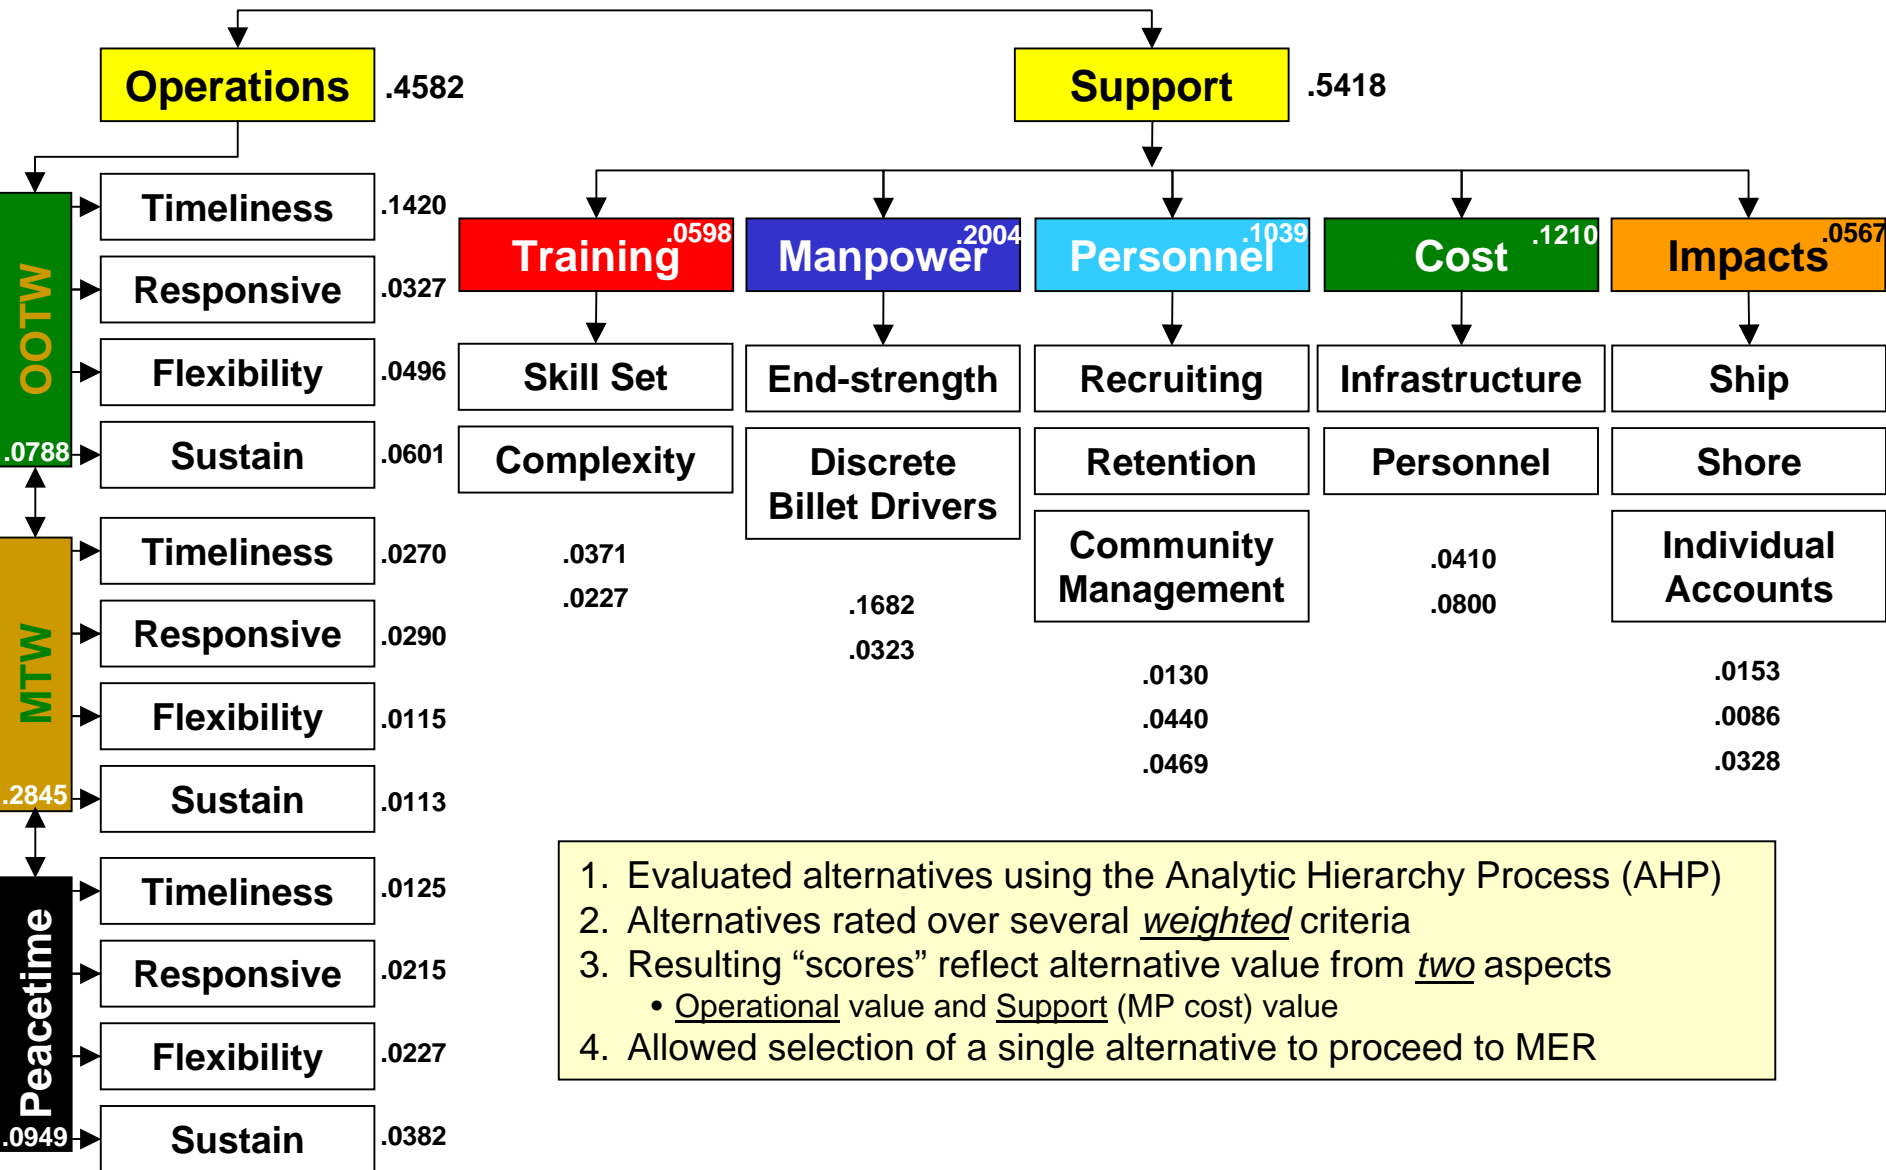 Operations .4582
Support .5418
OOTW
.0788
Timeliness .1420
Responsive .0327
Flexibility .0496
Sustain .0601
MTW
.2845
Timeliness .0270
Responsive .0290
Flexibility .0115
Sustain .0113
Peacetime
.0949
Timeliness .0125
Responsive .0215
Flexibility .0227
Sustain .0382
Training .0598
Skill Set
Complexity
.0371
.0227
Manpower .2004
End-strength
Discrete
Billet Drivers
.1682
.0323
Personnel .1039
Recruiting
Retention
Community
Management
.0130
.0440
.0469
Cost .1210
Infrastructure
Personnel
.0410
.0800
Impacts .0567
Ship
Shore
Individual
Accounts
.0153
.0086
.0328
1. Evaluated alternatives using the Analytic Hierarchy Process (AHP)
2. Alternatives rated over several weighted criteria
3. Resulting “scores” reflect alternative value from two aspects
• Operational value and Support (MP cost) value
4. Allowed selection of a single alternative to proceed to MER